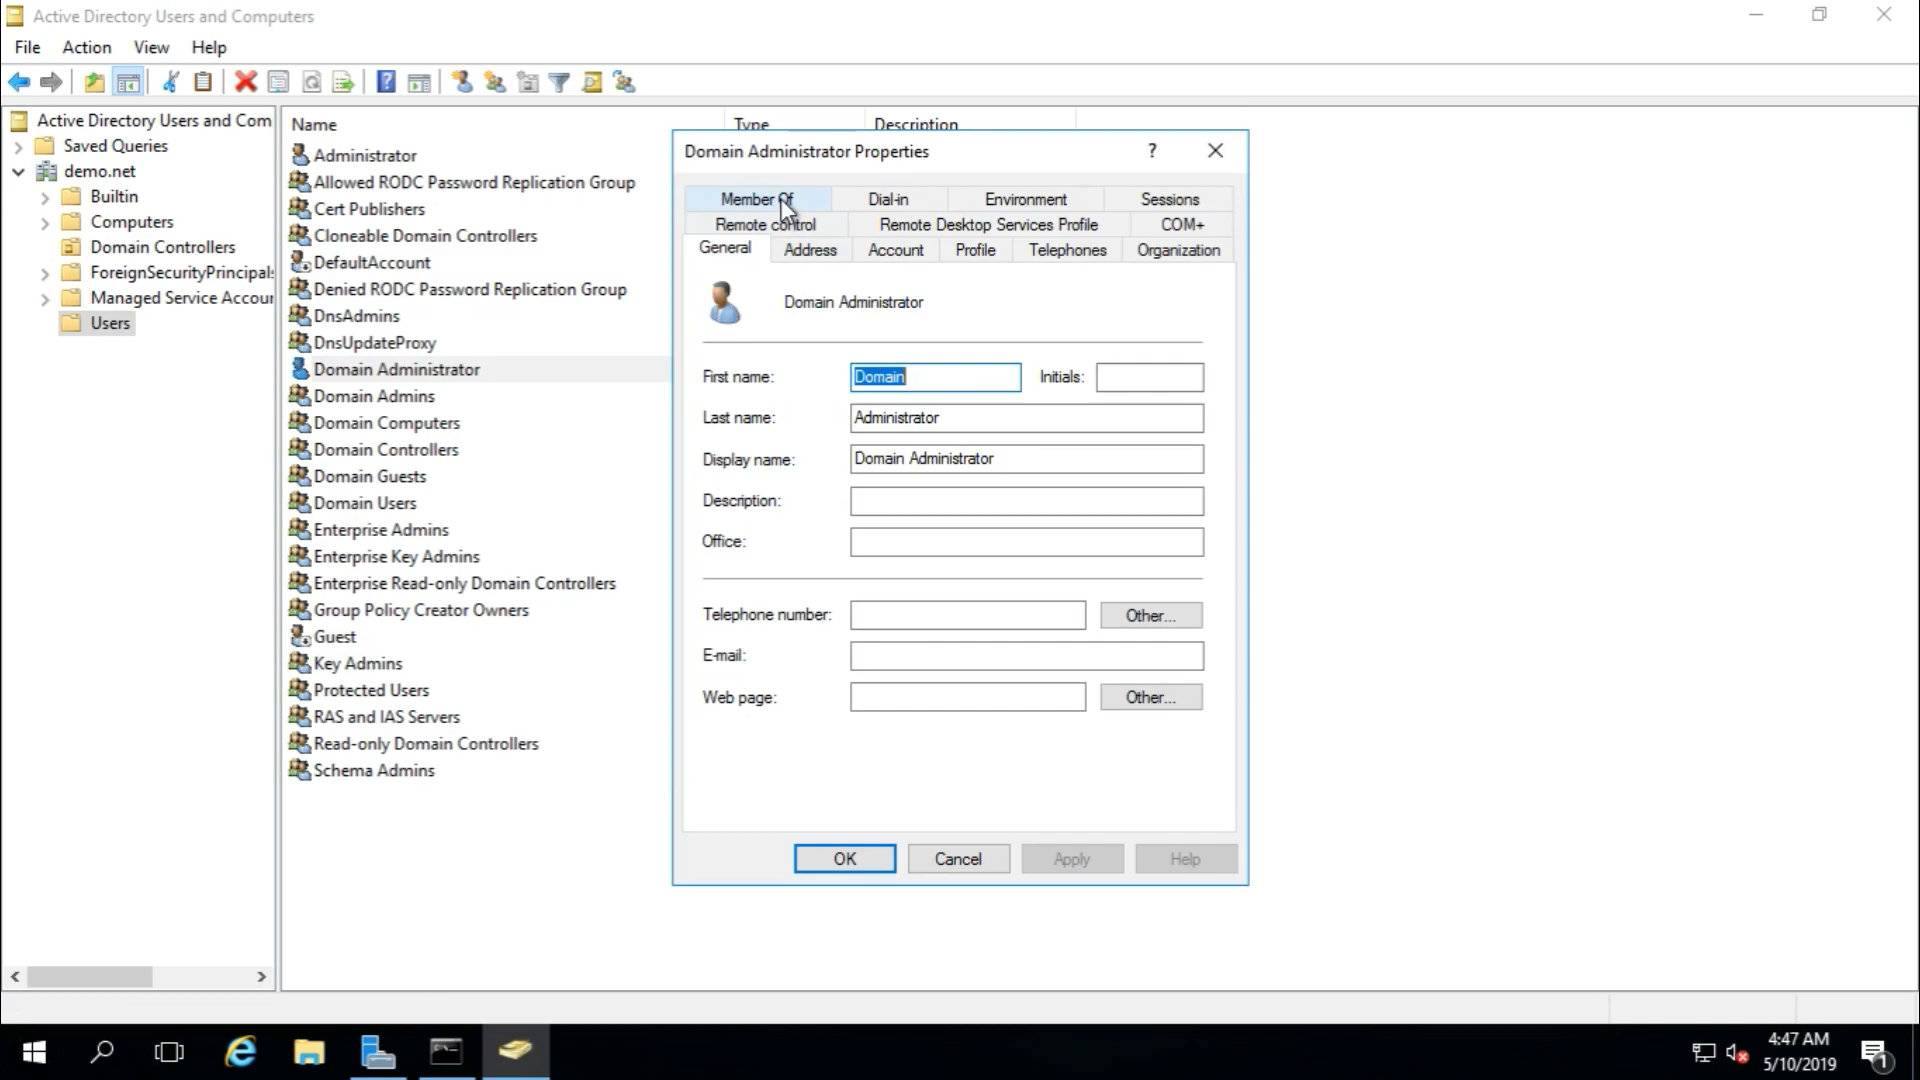 Active Directory Users and Computers
File Action View Help
Active Directory Users and Com
Saved Queries
demo.net
Builtin
Computers
Domain Controllers
ForeignSecurityPrincipals
Managed Service Accour
Users
Name Type Description
Administrator
Allowed RODC Password Replication Group
Cert Publishers
Cloneable Domain Controllers
DefaultAccount
Denied RODC Password Replication Group
DnsAdmins
DnsUpdateProxy
Domain Administrator
Domain Admins
Domain Computers
Domain Controllers
Domain Guests
Domain Users
Enterprise Admins
Enterprise Key Admins
Enterprise Read-only Domain Controllers
Group Policy Creator Owners
Guest
Key Admins
Protected Users
RAS and IAS Servers
Read-only Domain Controllers
Schema Admins
Domain Administrator Properties
Member Of Dial-in Environment Sessions
Remote control Remote Desktop Services Profile COM+
General Address Account Profile Telephones Organization
Domain Administrator
First name: Domain Initials:
Last name: Administrator
Display name: Domain Administrator
Description:
Office:
Telephone number: Other...
E-mail:
Web page: Other...
OK Cancel Apply Help
4:47 AM
5/10/2019
1